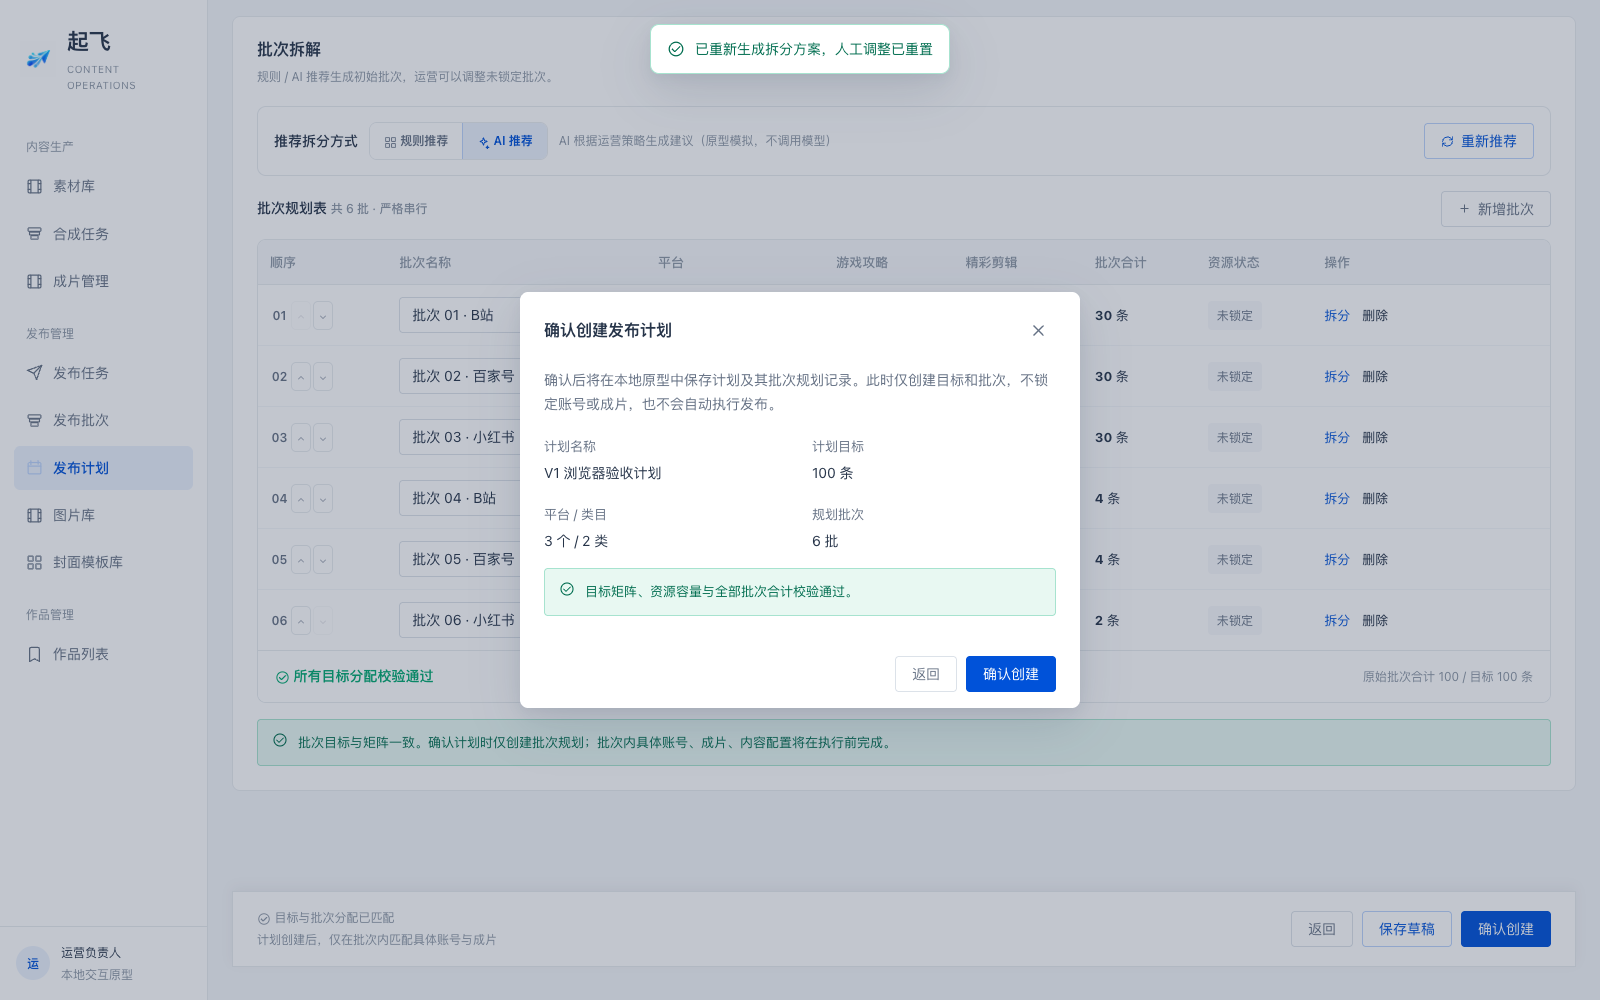 起飞
CONTENT
OPERATIONS
内容生产
素材库
合成任务
成片管理
发布管理
发布任务
发布批次
发布计划
图片库
封面模板库
作品管理
作品列表
运
运营负责人
本地交互原型
已重新生成拆分方案，人工调整已重置
批次拆解
规则 / AI 推荐生成初始批次，运营可以调整未锁定批次。
推荐拆分方式 规则推荐 AI 推荐 AI 根据运营策略生成建议（原型模拟，不调用模型） 重新推荐
批次规划表 共 6 批 · 严格串行 + 新增批次
顺序 批次名称 平台 游戏攻略 精彩剪辑 批次合计 资源状态 操作
01 批次 01 · B站 30 条 未锁定 拆分 删除
02 批次 02 · 百家号 30 条 未锁定 拆分 删除
03 批次 03 · 小红书 30 条 未锁定 拆分 删除
04 批次 04 · B站 4 条 未锁定 拆分 删除
05 批次 05 · 百家号 4 条 未锁定 拆分 删除
06 批次 06 · 小红书 2 条 未锁定 拆分 删除
所有目标分配校验通过 原始批次合计 100 / 目标 100 条
批次目标与矩阵一致。确认计划时仅创建批次规划；批次内具体账号、成片、内容配置将在执行前完成。
确认创建发布计划
确认后将在本地原型中保存计划及其批次规划记录。此时仅创建目标和批次，不锁
定账号或成片，也不会自动执行发布。
计划名称 计划目标
V1 浏览器验收计划 100 条
平台 / 类目 规划批次
3 个 / 2 类 6 批
目标矩阵、资源容量与全部批次合计校验通过。
返回 确认创建
目标与批次分配已匹配
计划创建后，仅在批次内匹配具体账号与成片
返回 保存草稿 确认创建